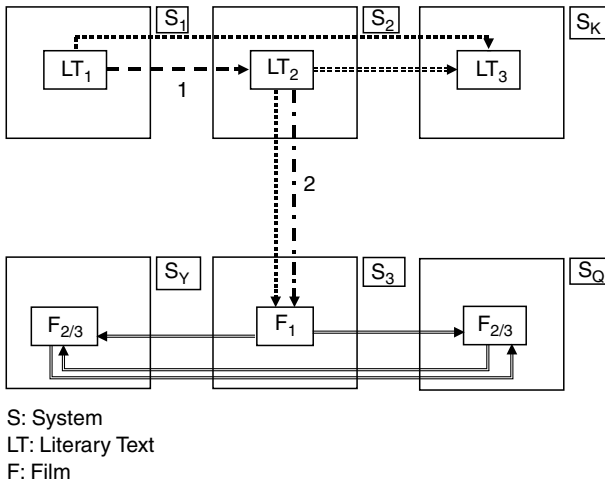 S1
S2
SK
LT1
LT2
LT3
1
2
SY
S3
SQ
F2/3
F1
F2/3
S: System
LT: Literary Text
F: Film